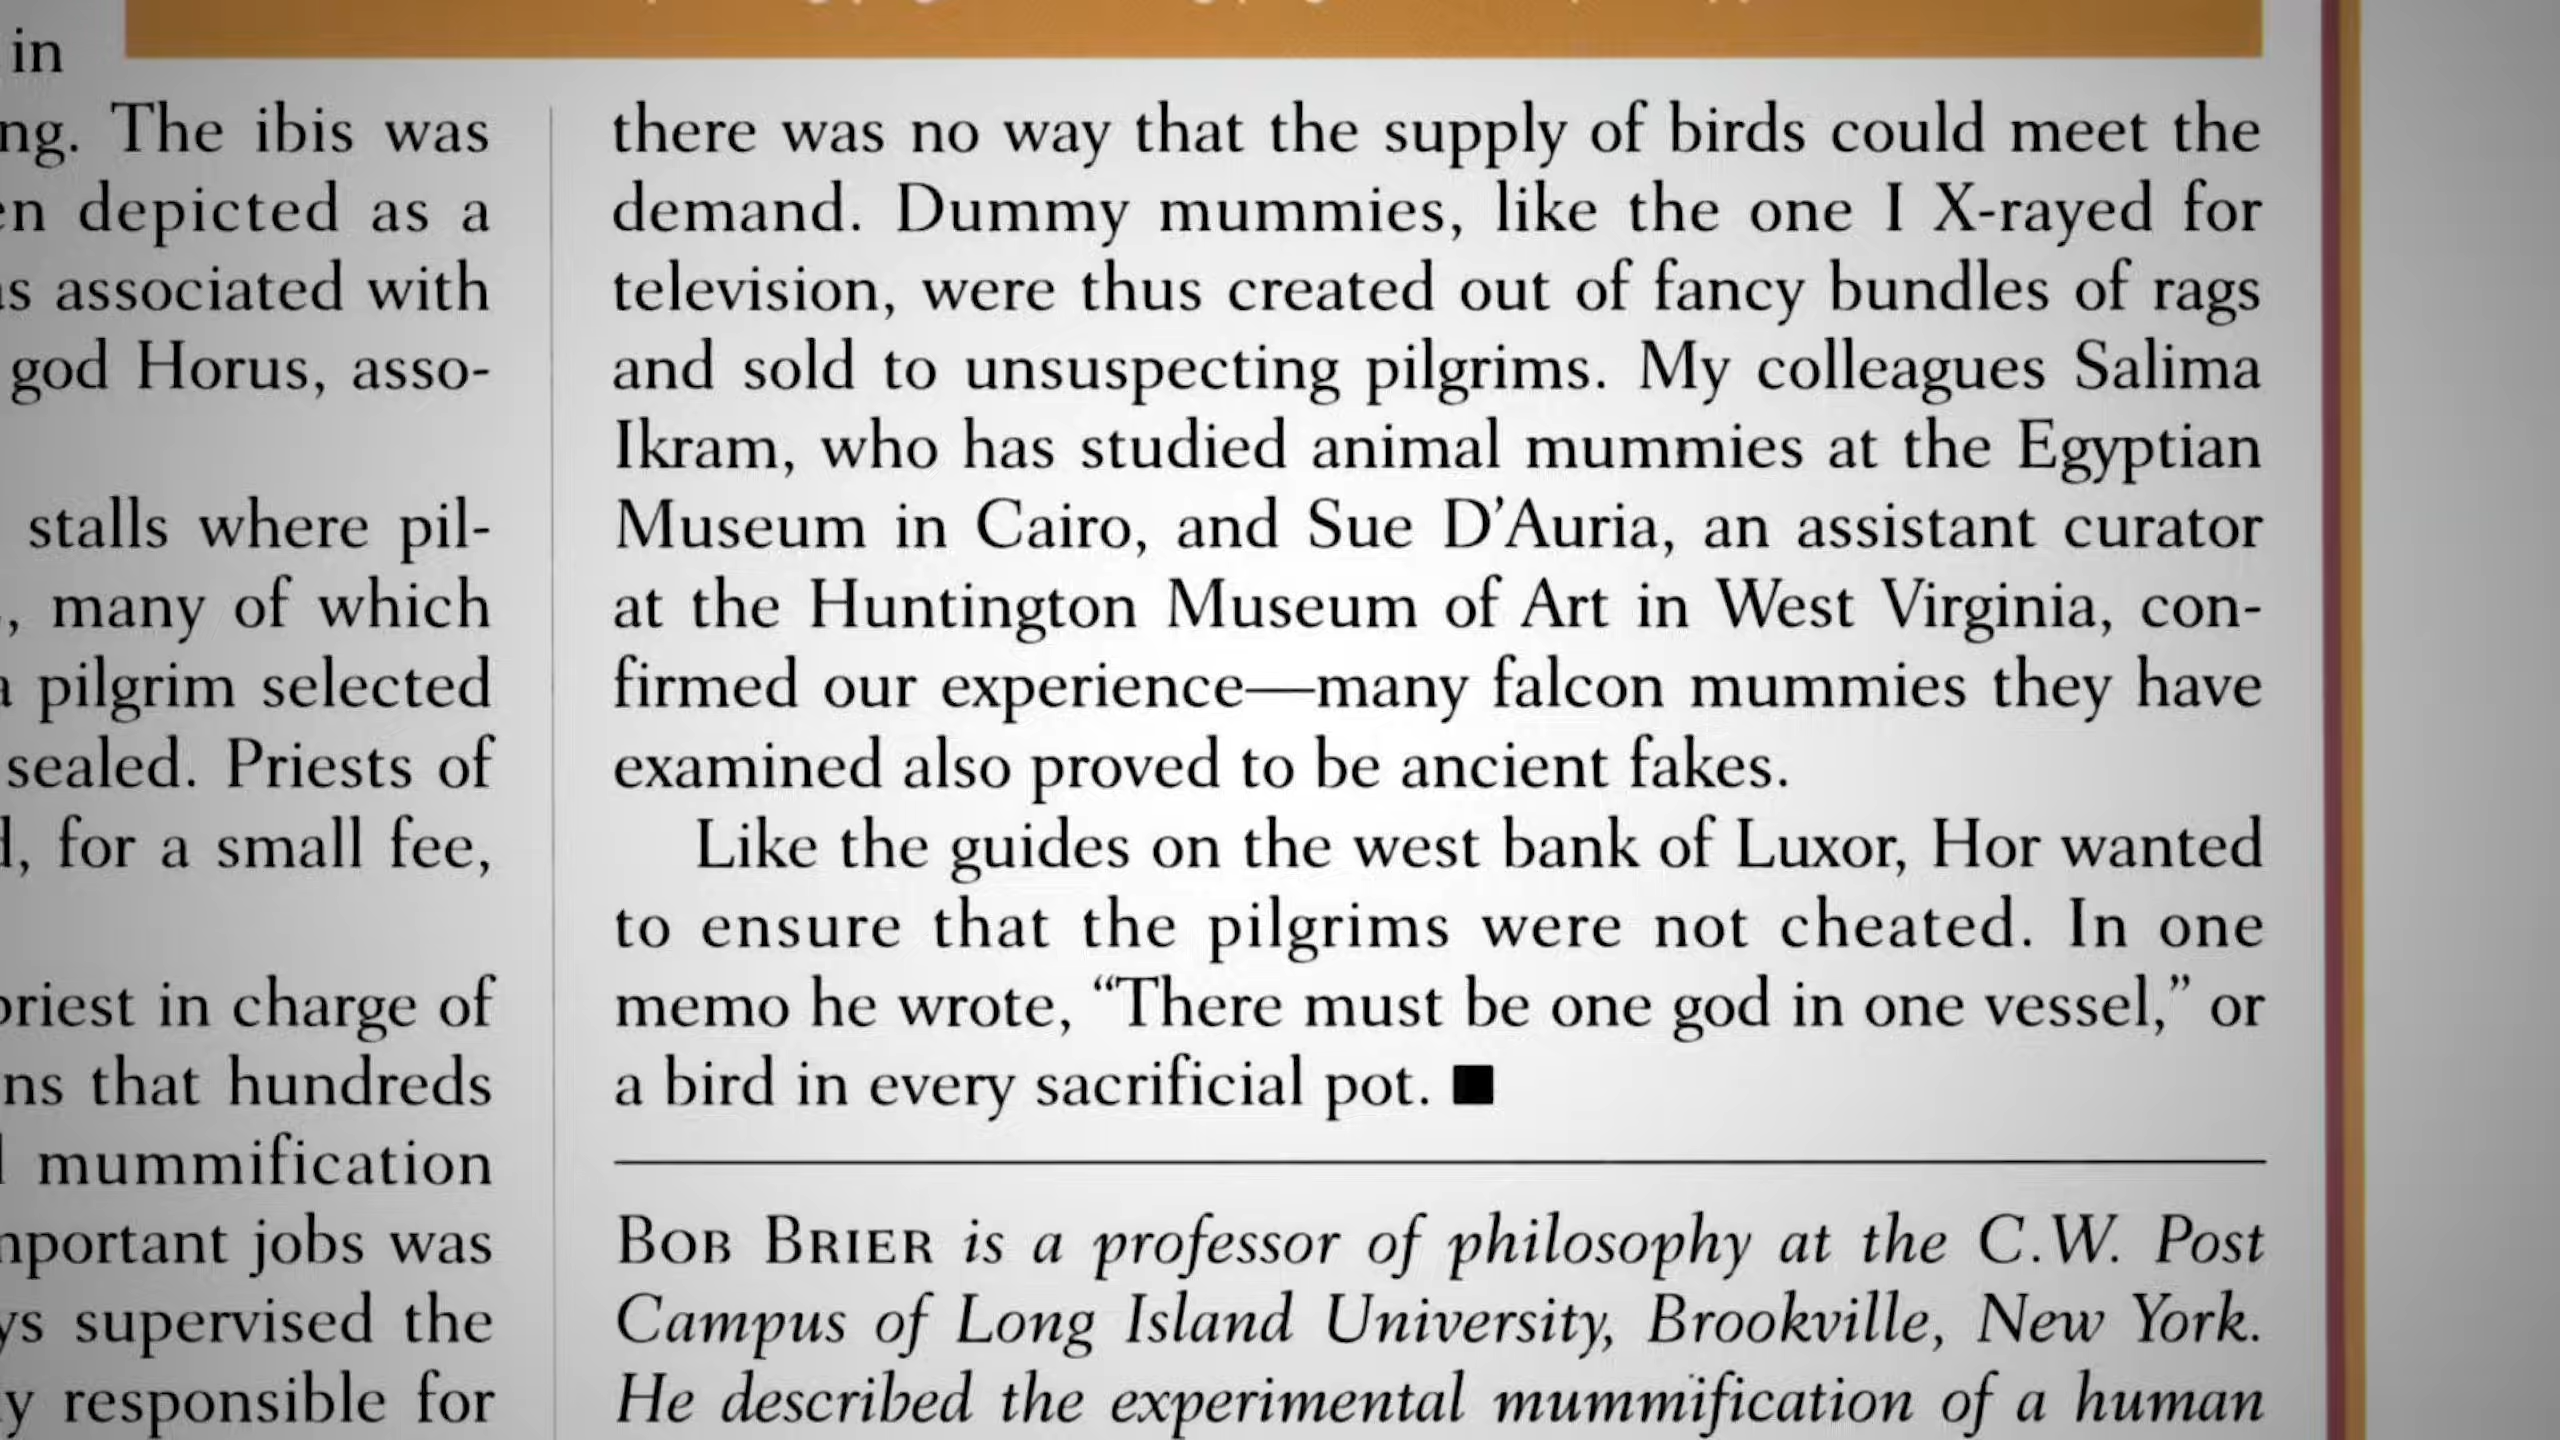 in
The ibis was
depicted as a
associated with
god Horus, asso-
stalls where pil-
, many of which
pilgrim selected
sealed. Priests of
, for a small fee,
in charge of
that hundreds
mummification
jobs was
supervised the
responsible for
there was no way that the supply of birds could meet the
demand. Dummy mummies, like the one I X-rayed for
television, were thus created out of fancy bundles of rags
and sold to unsuspecting pilgrims. My colleagues Salima
Ikram, who has studied animal mummies at the Egyptian
Museum in Cairo, and Sue D’Auria, an assistant curator
at the Huntington Museum of Art in West Virginia, con-
firmed our experience—many falcon mummies they have
examined also proved to be ancient fakes.
Like the guides on the west bank of Luxor, Hor wanted
to ensure that the pilgrims were not cheated. In one
memo he wrote, “There must be one god in one vessel,” or
a bird in every sacrificial pot. ■
BOB BRIER is a professor of philosophy at the C.W. Post
Campus of Long Island University, Brookville, New York.
He described the experimental mummification of a human